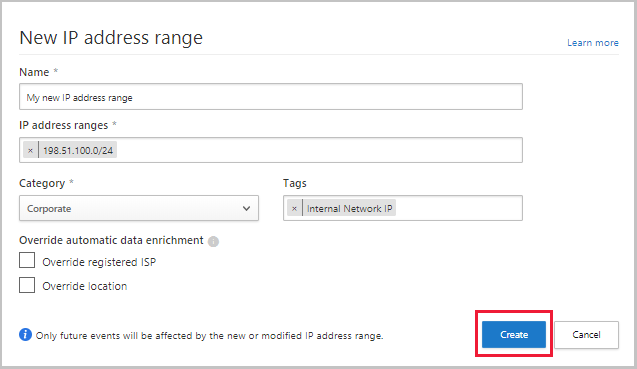 New IP address range
Learn more
Name *
My new IP address range
IP address ranges *
× 198.51.100.0/24
Category * Tags
Corporate × Internal Network IP
Override automatic data enrichment i
Override registered ISP
Override location
i Only future events will be affected by the new or modified IP address range.
Create Cancel